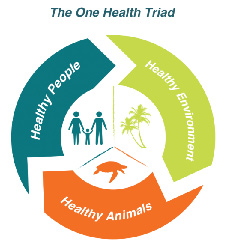 The One Health Triad
Healthy People
Healthy Environment
Healthy Animals